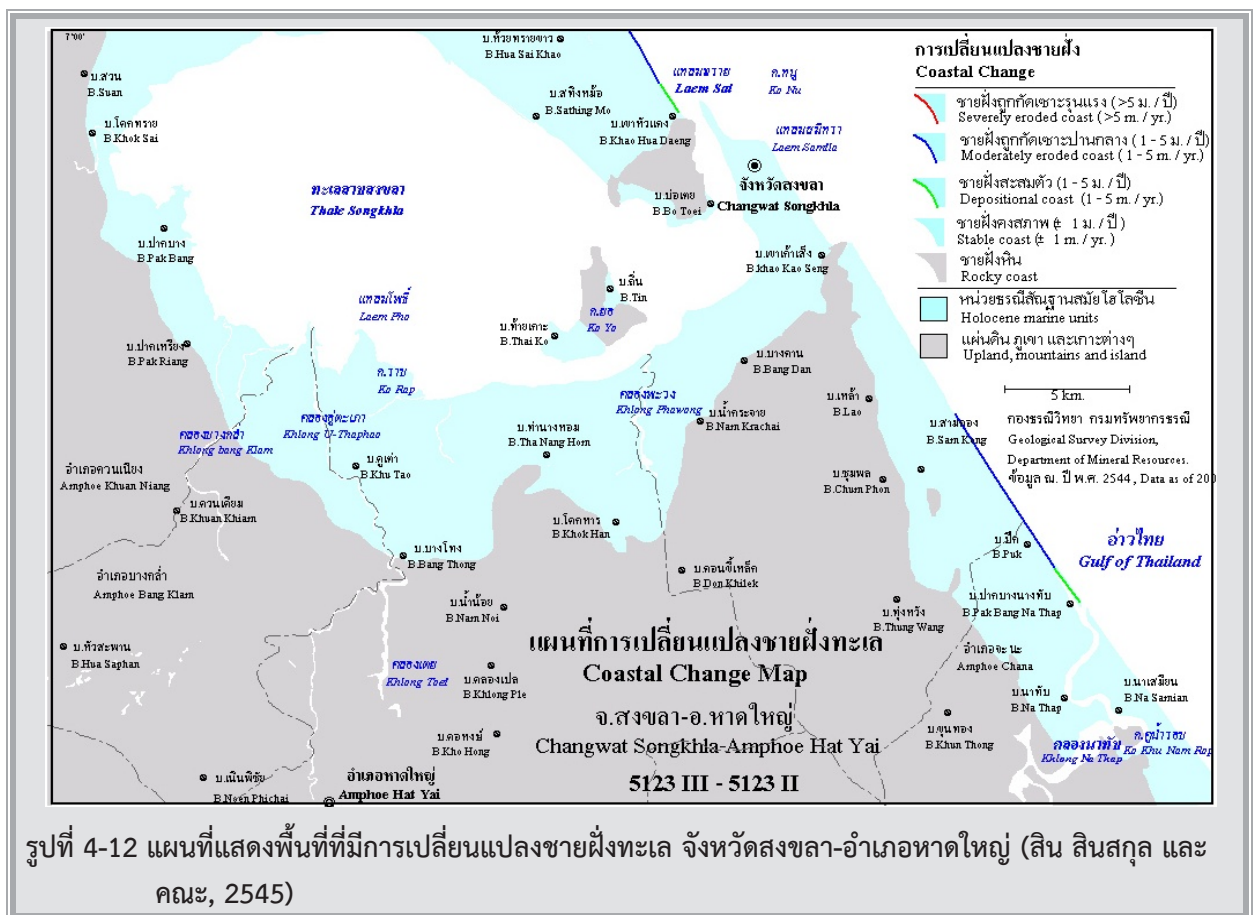 7°00'
บ.ห้วยทรายขาว
B.Hua Sai Khao
บ.สวน
B.Suan
บ.โคกทราย
B.Khok Sai
บ.สทิงหม้อ
B.Sathing Mo
แหลมทราย
Laem Sai
ก.หนู
Ko Nu
บ.เขาหัวแดง
B.Khao Hua Daeng
แหลมสมิหรา
Laem Samila
จังหวัดสงขลา
Changwat Songkhla
ทะเลสาบสงขลา
Thale Songkhla
บ.บ่อเตย
B.Bo Toei
บ.ปากบาง
B.Pak Bang
บ.เขาเก้าเส็ง
B.khao Kao Seng
แหลมโพธิ์
Laem Pho
บ.ถิ่น
B.Tin
ก.ยอ
Ko Yo
บ.ท้ายเกาะ
B.Thai Ko
บ.ปากเหรียง
B.Pak Riang
ก.ราบ
Ko Rap
บ.บางดาน
B.Bang Dan
คลองพะวง
Khlong Phawong
บ.เหล้า
B.Lao
คลองบางกล่ำ
Khlong bang Klam
คลองอู่ตะเภา
Khlong U-Thaphao
บ.ท่านางหอม
B.Tha Nang Hom
บ.น้ำกระจาย
B.Nam Krachai
บ.สามกอง
B.Sam Kong
อำเภอควนเนียง
Amphoe Khuan Niang
บ.คูเต่า
B.Khu Tao
บ.ชุมพล
B.Chum Phon
บ.ควนเคียม
B.Khuan Khiam
บ.โคกหาร
B.Khok Han
บ.ปึก
B.Puk
อ่าวไทย
Gulf of Thailand
บ.บางโทง
B.Bang Thong
อำเภอบางกล่ำ
Amphoe Bang Klam
บ.ดอนขี้เหล็ก
B.Don Khilek
บ.น้ำน้อย
B.Nam Noi
บ.ทุ่งหวัง
B.Thung Wang
บ.ปากบางนาทับ
B.Pak Bang Na Thap
บ.หัวสะพาน
B.Hua Saphan
คลองเตย
Khlong Toei
บ.คลองเปล
B.Khlong Ple
อำเภอจะนะ
Amphoe Chana
บ.นาทับ
B.Na Thap
บ.นาเสมียน
B.Na Samian
บ.คอหงษ์
B.Kho Hong
บ.ขุนทอง
B.Khun Thong
คลองนาทับ
Khlong Na Thap
ก.คูน้ำรอบ
Ko Khu Nam Rop
บ.เนินพิชัย
B.Noen Phichai
อำเภอหาดใหญ่
Amphoe Hat Yai
แผนที่การเปลี่ยนแปลงชายฝั่งทะเล
Coastal Change Map
จ.สงขลา-อ.หาดใหญ่
Changwat Songkhla-Amphoe Hat Yai
5123 III - 5123 II
การเปลี่ยนแปลงชายฝั่ง
Coastal Change
ชายฝั่งถูกกัดเซาะรุนแรง (>5 ม. / ปี)
Severely eroded coast (>5 m. / yr.)
ชายฝั่งถูกกัดเซาะปานกลาง ( 1 - 5 ม. / ปี)
Moderately eroded coast ( 1 - 5 m. / yr.)
ชายฝั่งสะสมตัว (1 - 5 ม. / ปี)
Depositional coast (1 - 5 m. / yr.)
ชายฝั่งคงสภาพ (± 1 ม. / ปี )
Stable coast (± 1 m. / yr.)
ชายฝั่งหิน
Rocky coast
หน่วยธรณีสัณฐานสมัยโฮโลซีน
Holocene marine units
แผ่นดิน ภูเขา และเกาะต่างๆ
Upland, mountains and island
5 km.
กองธรณีวิทยา กรมทรัพยากรธรณี
Geological Survey Division,
Department of Mineral Resources.
ข้อมูล ณ. ปี พ.ศ. 2544 , Data as of 200
รูปที่ 4-12 แผนที่แสดงพื้นที่ที่มีการเปลี่ยนแปลงชายฝั่งทะเล จังหวัดสงขลา-อำเภอหาดใหญ่ (สิน สินสกุล และ
คณะ, 2545)